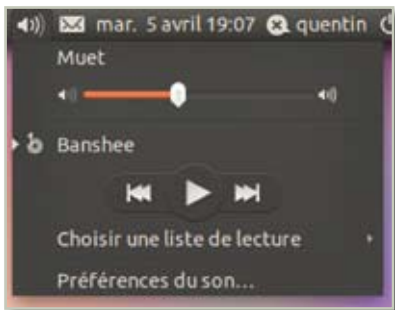 mar. 5 avril 19:07 quentin
Muet
Banshee
Choisir une liste de lecture
Préférences du son...